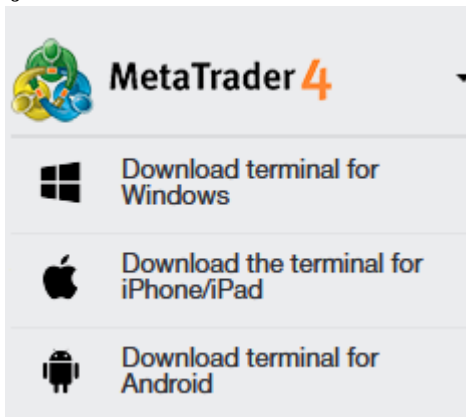 MetaTrader 4
Download terminal for
Windows
Download the terminal for
iPhone/iPad
Download terminal for
Android